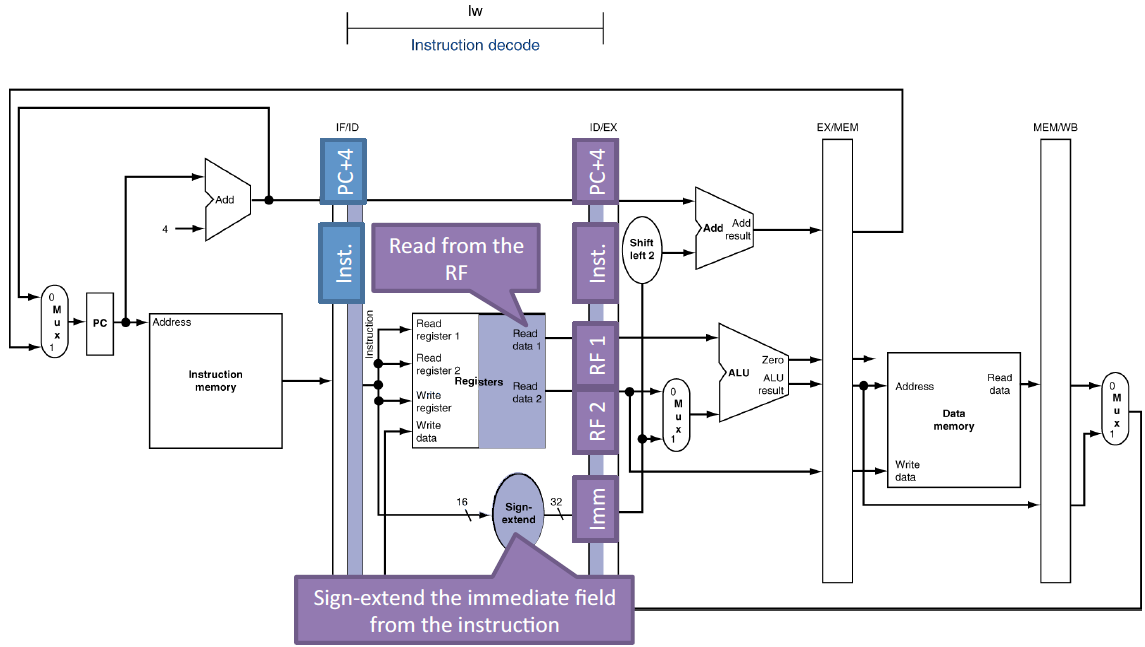 lw
Instruction decode
IF/ID
ID/EX
EX/MEM
MEM/WB
PC+4
PC+4
Add
4
Inst.
Read from the
RF
Inst.
Shift
left 2
Add
Add
result
0
M
u
x
1
PC
Address
Instruction
memory
Instruction
Read
register 1
Read
register 2
Registers
Write
register
Write
data
Read
data 1
Read
data 2
RF 1
RF 2
0
M
u
x
1
ALU
Zero
ALU
result
Address
Read
data
Data
memory
Write
data
0
M
u
x
1
16
Sign-
extend
32
Imm
Sign-extend the immediate field
from the instruction